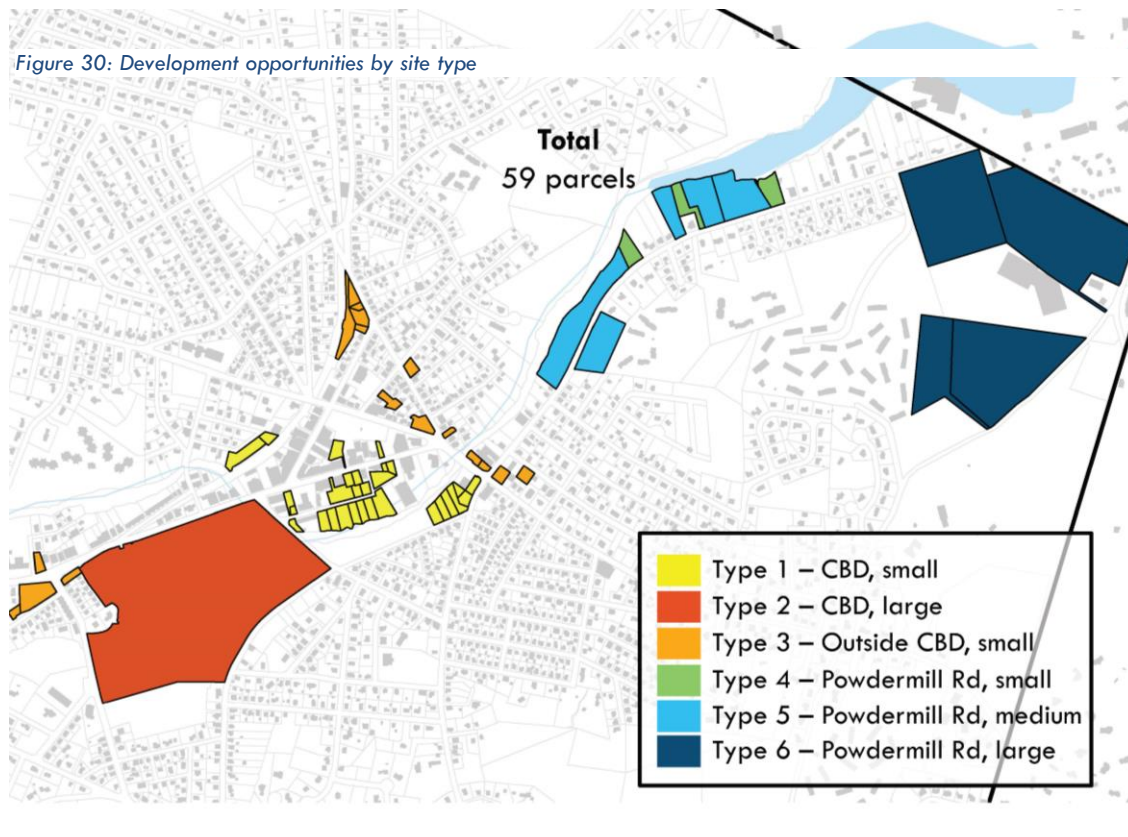 Figure 30: Development opportunities by site type
Total
59 parcels
Type 1 – CBD, small
Type 2 – CBD, large
Type 3 – Outside CBD, small
Type 4 – Powdermill Rd, small
Type 5 – Powdermill Rd, medium
Type 6 – Powdermill Rd, large